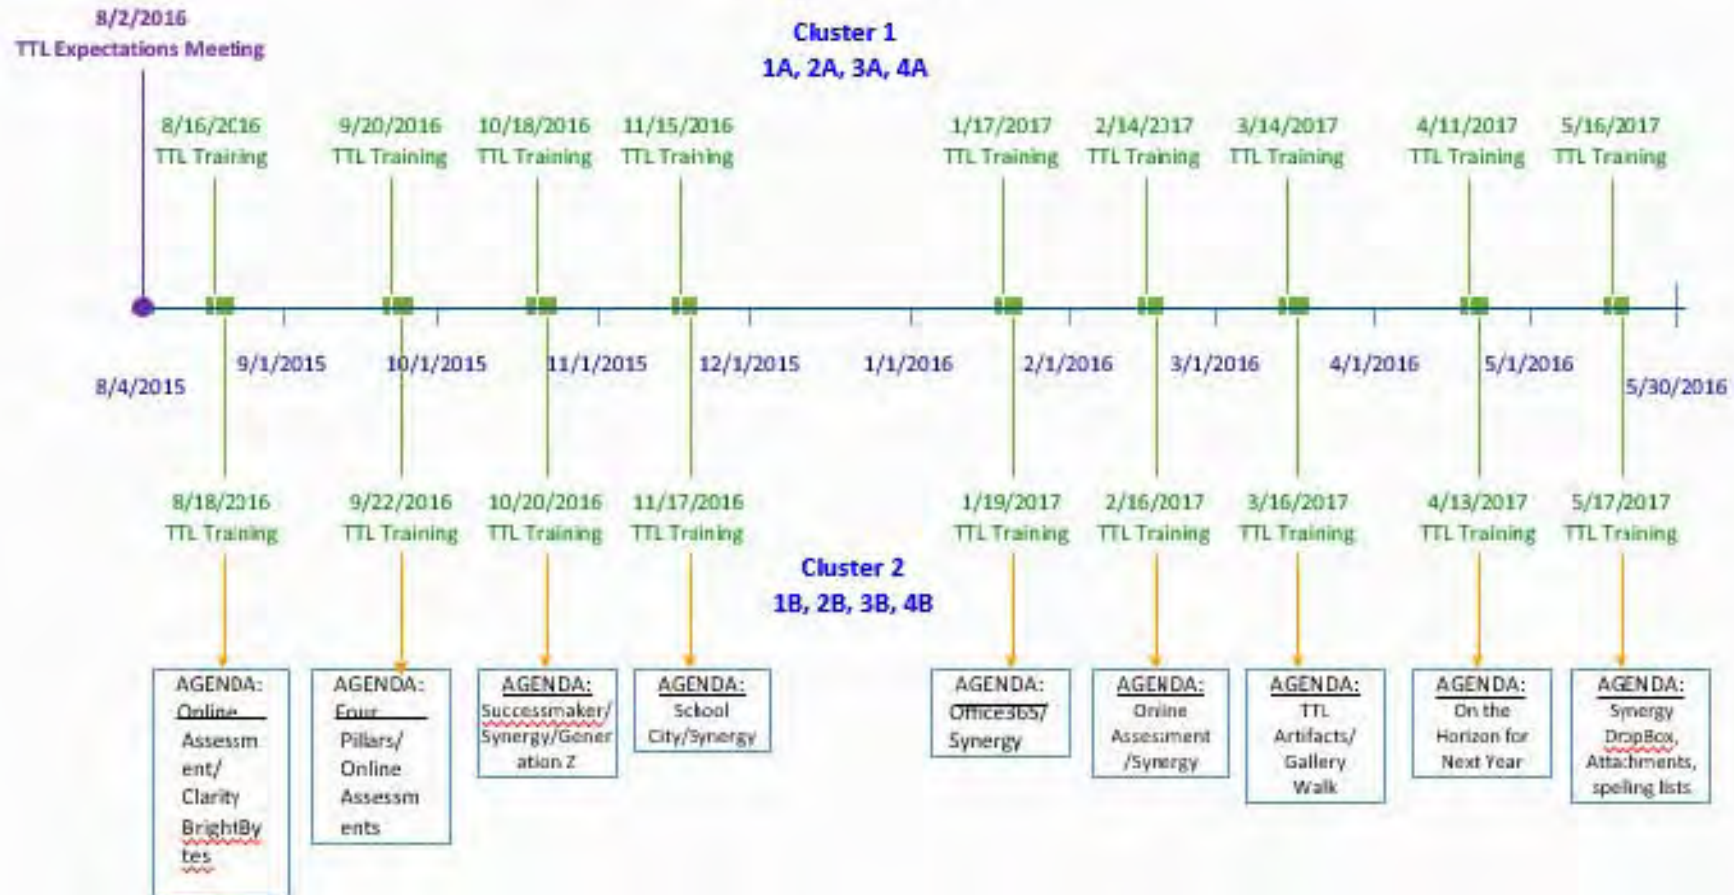 8/2/2016
TTL Expectations Meeting
Cluster 1
1A, 2A, 3A, 4A
8/16/2016
TTL Training
9/20/2016
TTL Training
10/18/2016
TTL Training
11/15/2016
TTL Training
1/17/2017
TTL Training
2/14/2017
TTL Training
3/14/2017
TTL Training
4/11/2017
TTL Training
5/16/2017
TTL Training
8/4/2015
9/1/2015
10/1/2015
11/1/2015
12/1/2015
1/1/2016
2/1/2016
3/1/2016
4/1/2016
5/1/2016
5/30/2016
8/18/2016
TTL Training
9/22/2016
TTL Training
10/20/2016
TTL Training
11/17/2016
TTL Training
1/19/2017
TTL Training
2/16/2017
TTL Training
3/16/2017
TTL Training
4/13/2017
TTL Training
5/17/2017
TTL Training
Cluster 2
1B, 2B, 3B, 4B
AGENDA:
Online
Assessm
ent/
Clarity
BrightBy
tes
AGENDA:
Four
Pillars/
Online
Assessm
ents
AGENDA:
Successmaker/
Synergy/Gener
ation Z
AGENDA:
School
City/Synergy
AGENDA:
Office365/
Synergy
AGENDA:
Online
Assessment
/Synergy
AGENDA:
TTL
Artifacts/
Gallery
Walk
AGENDA:
On the
Horizon for
Next Year
AGENDA:
Synergy
DropBox,
Attachments,
spelling lists